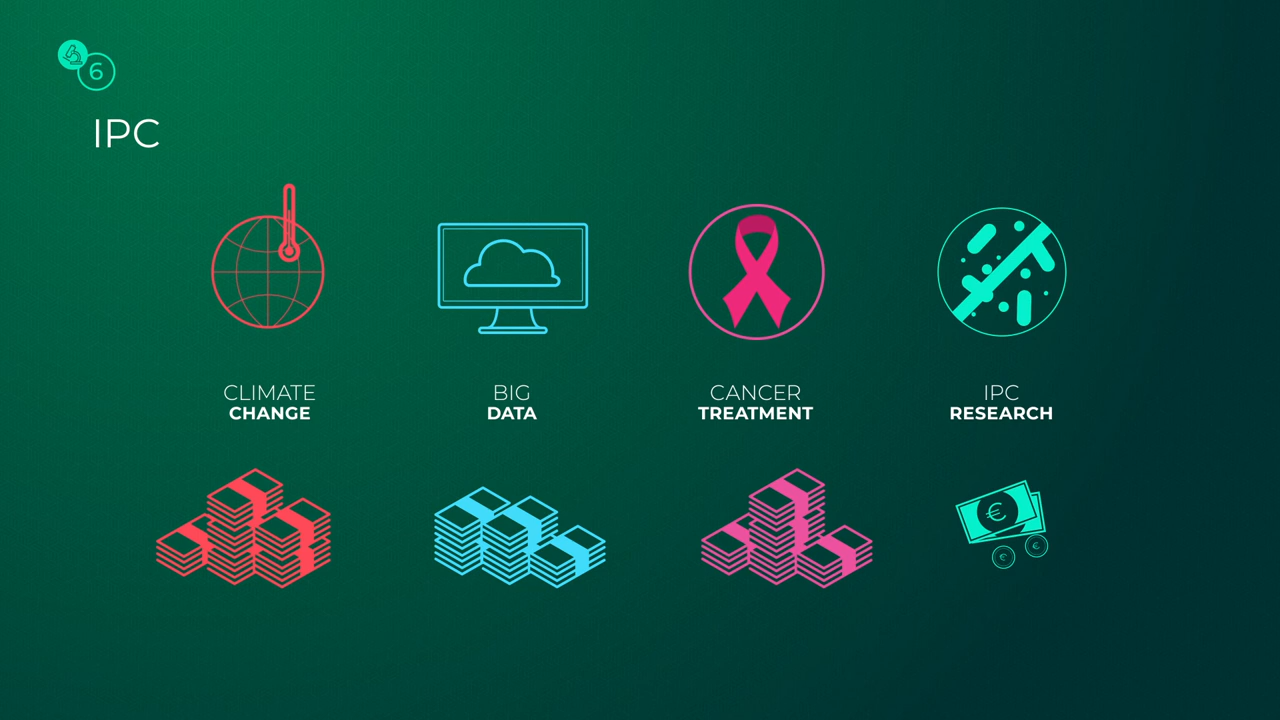 6
IPC
CLIMATE
CHANGE
BIG
DATA
CANCER
TREATMENT
IPC
RESEARCH
€
€
€